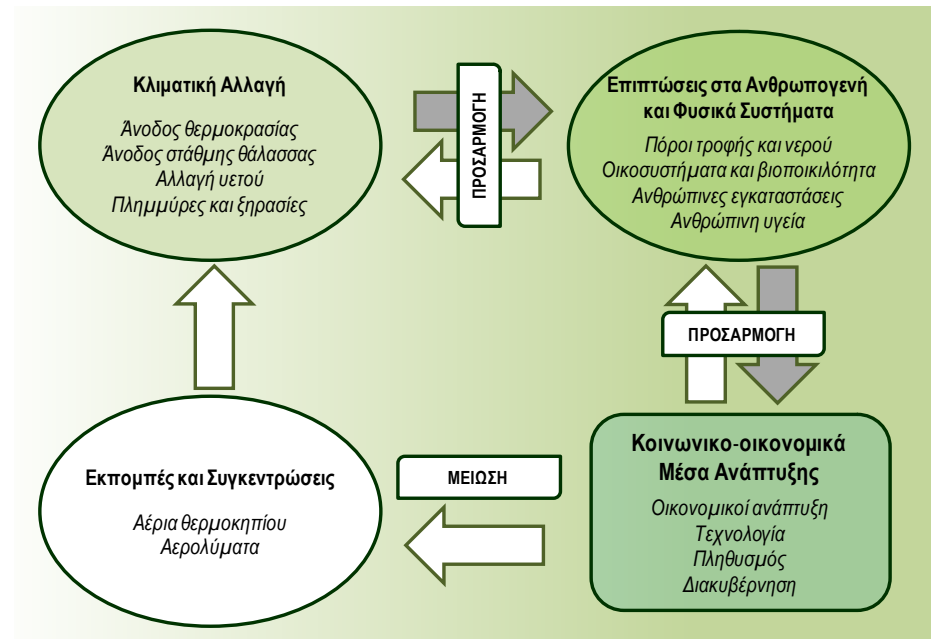 Κλιματική Αλλαγή
Άνοδος θερμοκρασίας
Άνοδος στάθμης θάλασσας
Αλλαγή υετού
Πλημμύρες και ξηρασίες
ΠΡΟΣΑΡΜΟΓΗ
Επιπτώσεις στα Ανθρωπογενή
και Φυσικά Συστήματα
Πόροι τροφής και νερού
Οικοσυστήματα και βιοποικιλότητα
Ανθρώπινες εγκαταστάσεις
Ανθρώπινη υγεία
ΠΡΟΣΑΡΜΟΓΗ
Εκπομπές και Συγκεντρώσεις
Αέρια θερμοκηπίου
Αερολύματα
ΜΕΙΩΣΗ
Κοινωνικο-οικονομικά
Μέσα Ανάπτυξης
Οικονομικοί ανάπτυξη
Τεχνολογία
Πληθυσμός
Διακυβέρνηση